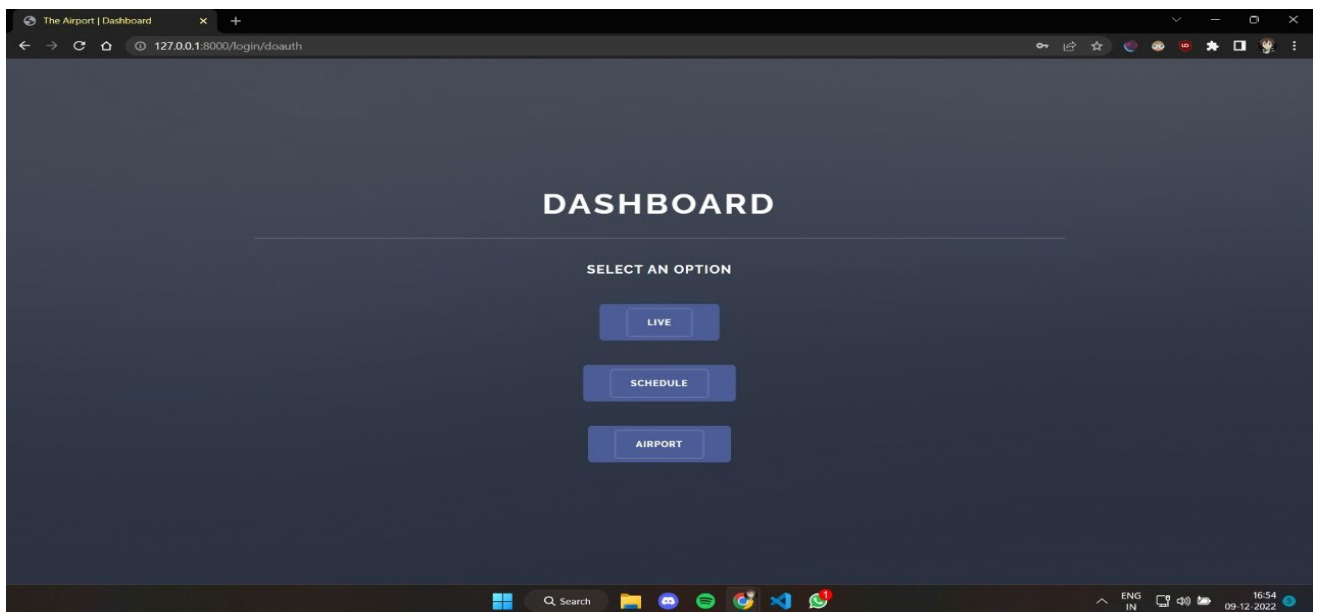 The Airport | Dashboard
127.0.0.1:8000/login/doauth
DASHBOARD
SELECT AN OPTION
LIVE
SCHEDULE
AIRPORT
Search
ENG
IN
16:54
09-12-2022